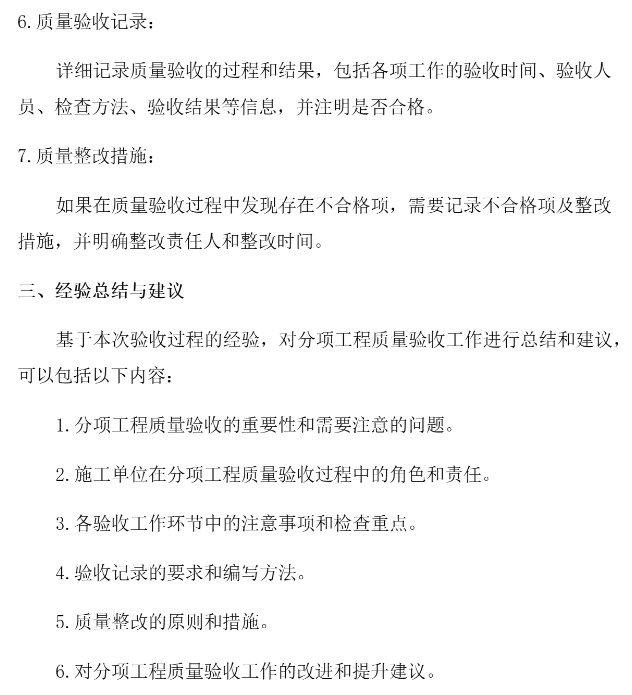 6.质量验收记录：
详细记录质量验收的过程和结果，包括各项工作的验收时间、验收人
员、检查方法、验收结果等信息，并注明是否合格。
7.质量整改措施：
如果在质量验收过程中发现存在不合格项，需要记录不合格项及整改
措施，并明确整改责任人和整改时间。
三、经验总结与建议
基于本次验收过程的经验，对分项工程质量验收工作进行总结和建议，
可以包括以下内容：
1.分项工程质量验收的重要性和需要注意的问题。
2.施工单位在分项工程质量验收过程中的角色和责任。
3.各验收工作环节中的注意事项和检查重点。
4.验收记录的要求和编写方法。
5.质量整改的原则和措施。
6.对分项工程质量验收工作的改进和提升建议。